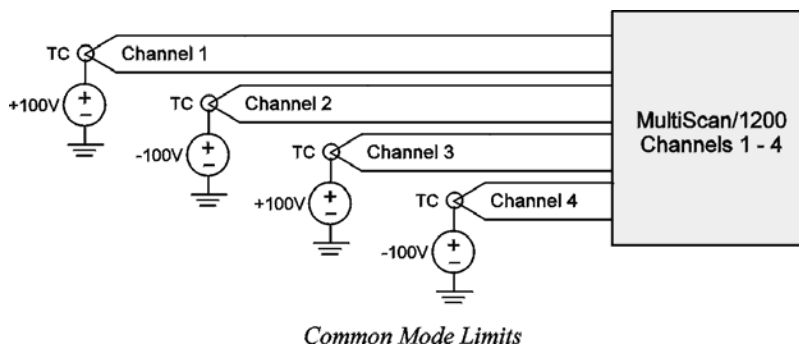 TC Channel 1
+100V
TC Channel 2
-100V
TC Channel 3
+100V
TC Channel 4
-100V
MultiScan/1200
Channels 1 - 4
Common Mode Limits